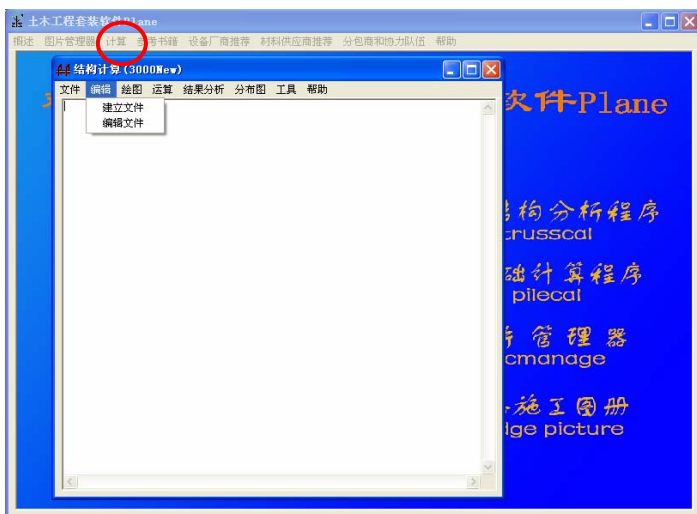 土木工程套装软件Plane
概述 图片管理器 计算 参考书籍 设备厂商推荐 材料供应商推荐 分包商和协力队伍 帮助
结构计算(3000New)
文件 编辑 绘图 运算 结果分析 分布图 工具 帮助
建立文件
编辑文件
软件Plane
结构分析程序
trusscal
础计算程序
pilecal
管理器
cmanage
施工图册
dge picture